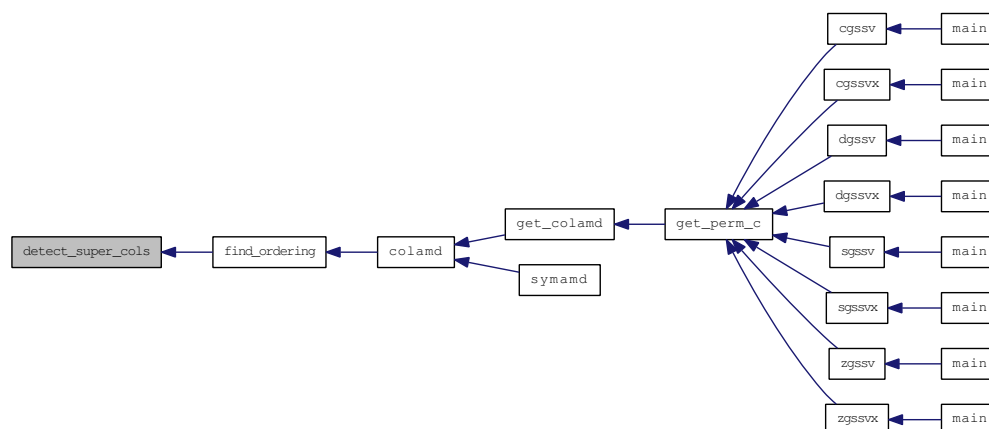 cgssv
main
cgssvx
main
dgssv
main
dgssvx
main
get_colamd
get_perm_c
detect_super_cols
find_ordering
colamd
sgssv
main
symamd
sgssvx
main
zgssv
main
zgssvx
main